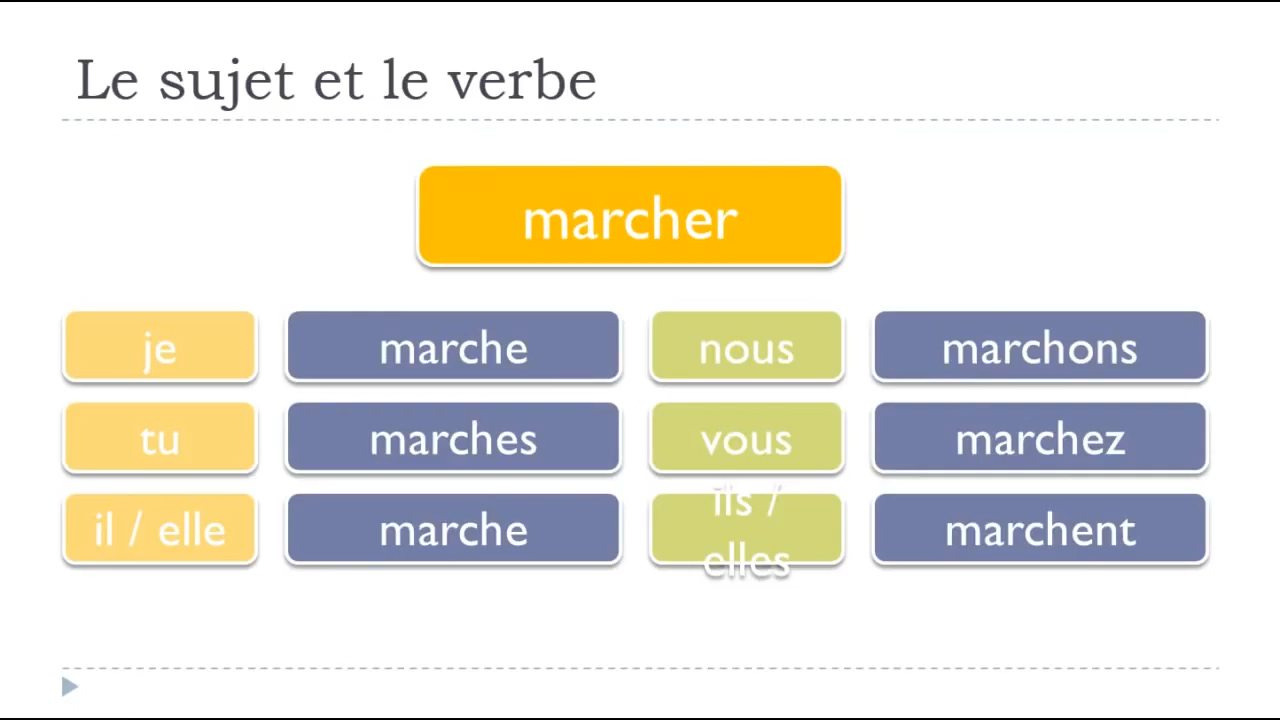 Le sujet et le verbe
marcher
je marche nous marchons
tu marches vous marchez
il / elle marche ils / elles marchent